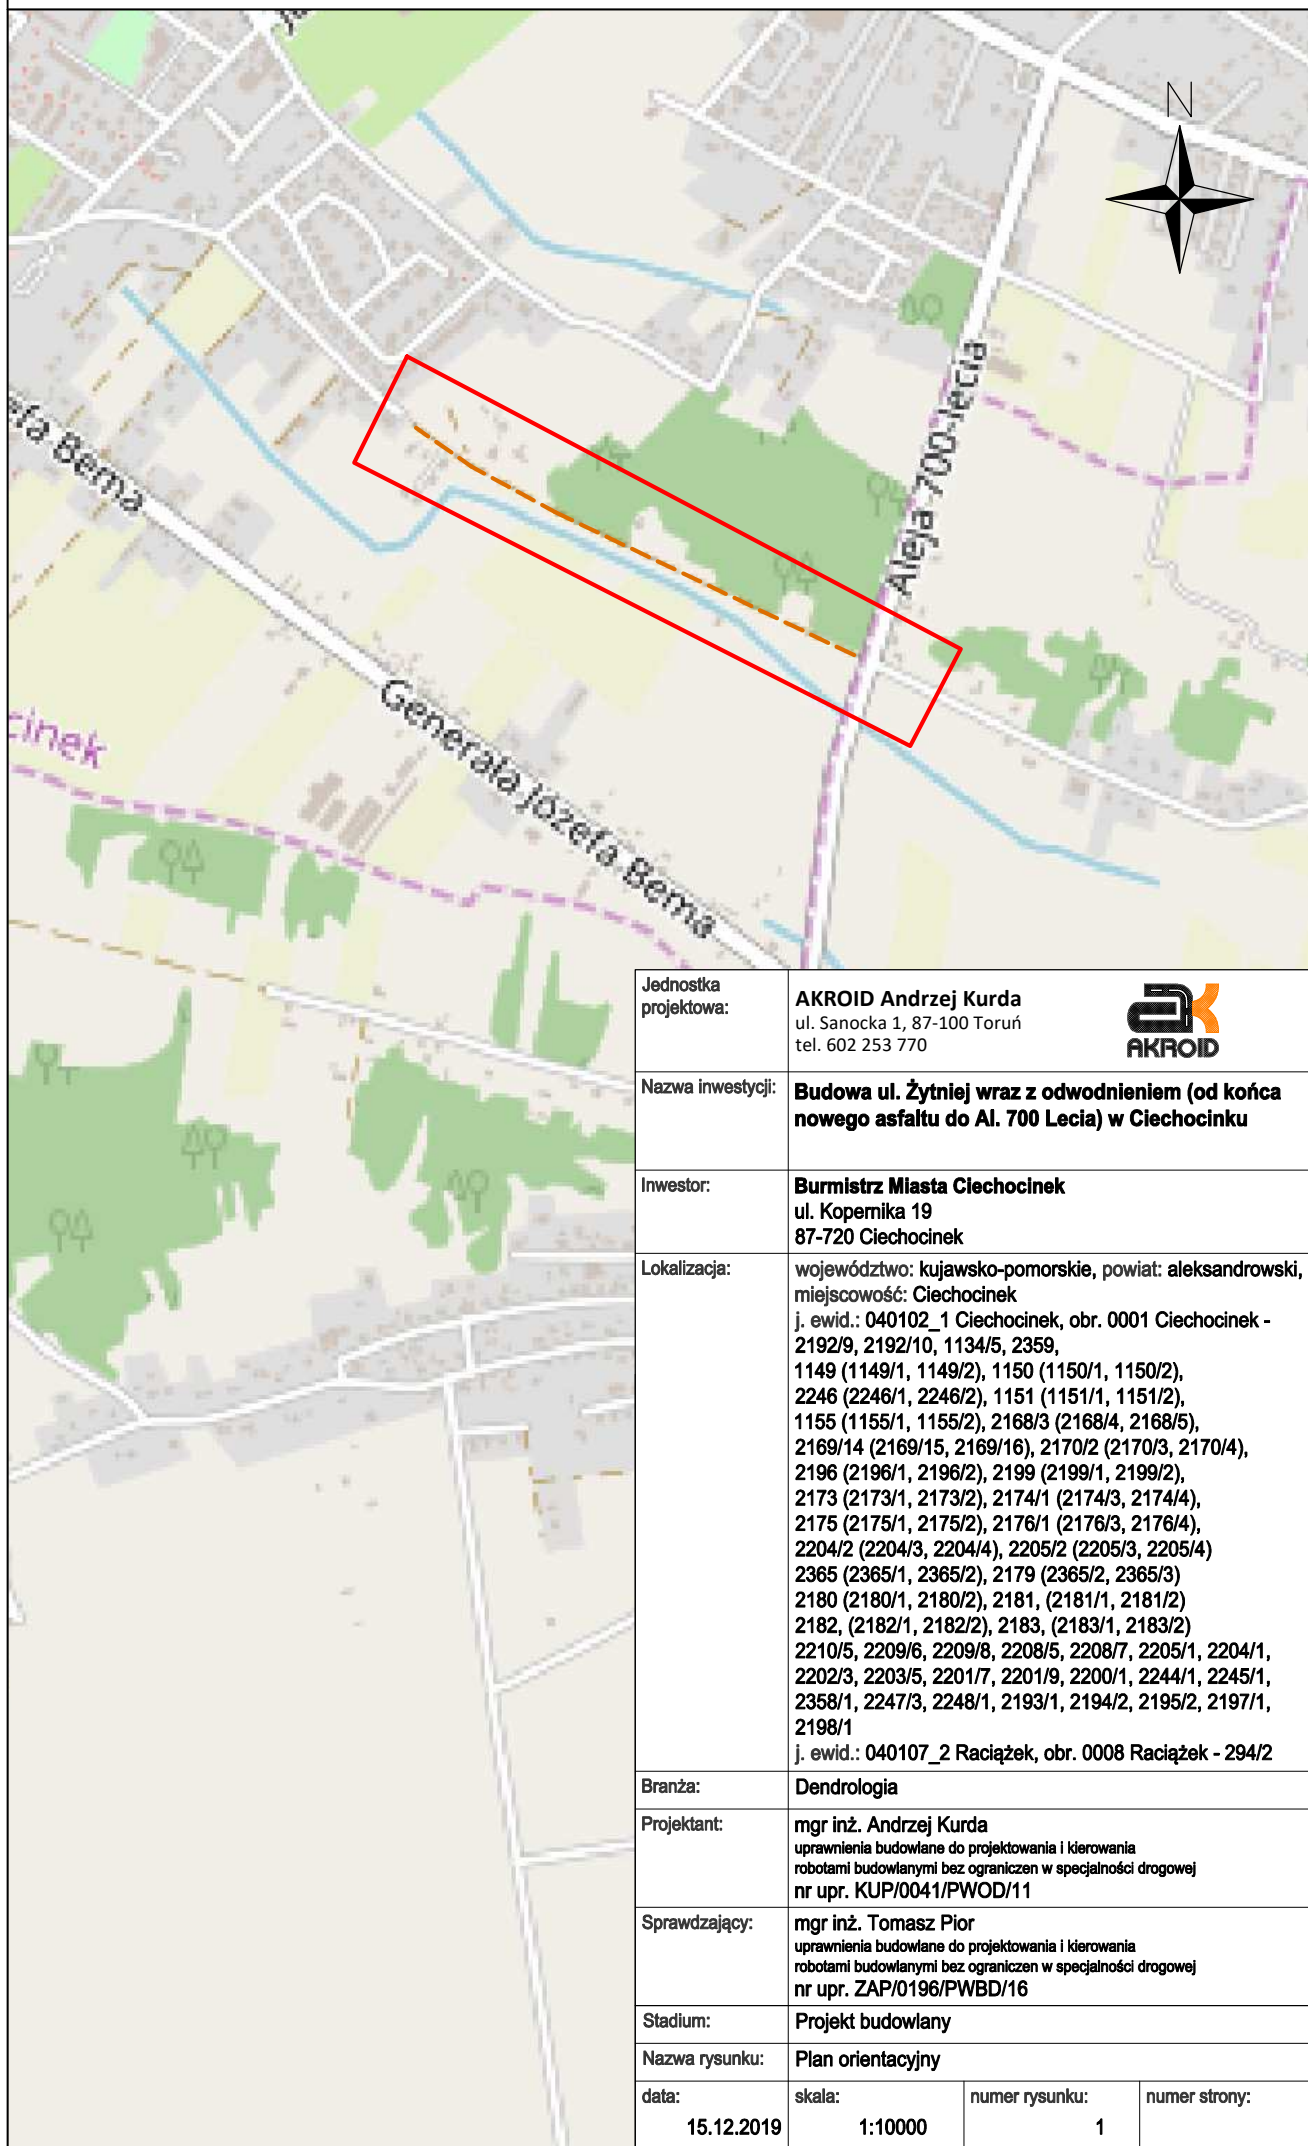 N
Aleja 700-lecia
Generała Józefa Bema
cinek
Jednostka
projektowa:
AKROID Andrzej Kurda
ul. Sanocka 1, 87-100 Toruń
tel. 602 253 770
AKROID
Nazwa inwestycji:
Budowa ul. Żytniej wraz z odwodnieniem (od końca
nowego asfaltu do Al. 700 Lecia) w Ciechocinku
Inwestor:
Burmistrz Miasta Ciechocinek
ul. Kopernika 19
87-720 Ciechocinek
Lokalizacja:
województwo: kujawsko-pomorskie, powiat: aleksandrowski,
miejscowość: Ciechocinek
j. ewid.: 040102_1 Ciechocinek, obr. 0001 Ciechocinek -
2192/9, 2192/10, 1134/5, 2359,
1149 (1149/1, 1149/2), 1150 (1150/1, 1150/2),
2246 (2246/1, 2246/2), 1151 (1151/1, 1151/2),
1155 (1155/1, 1155/2), 2168/3 (2168/4, 2168/5),
2169/14 (2169/15, 2169/16), 2170/2 (2170/3, 2170/4),
2196 (2196/1, 2196/2), 2199 (2199/1, 2199/2),
2173 (2173/1, 2173/2), 2174/1 (2174/3, 2174/4),
2175 (2175/1, 2175/2), 2176/1 (2176/3, 2176/4),
2204/2 (2204/3, 2204/4), 2205/2 (2205/3, 2205/4)
2365 (2365/1, 2365/2), 2179 (2365/2, 2365/3)
2180 (2180/1, 2180/2), 2181, (2181/1, 2181/2)
2182, (2182/1, 2182/2), 2183, (2183/1, 2183/2)
2210/5, 2209/6, 2209/8, 2208/5, 2208/7, 2205/1, 2204/1,
2202/3, 2203/5, 2201/7, 2201/9, 2200/1, 2244/1, 2245/1,
2358/1, 2247/3, 2248/1, 2193/1, 2194/2, 2195/2, 2197/1,
2198/1
j. ewid.: 040107_2 Raciążek, obr. 0008 Raciążek - 294/2
Branża:
Dendrologia
Projektant:
mgr inż. Andrzej Kurda
uprawnienia budowlane do projektowania i kierowania
robotami budowlanymi bez ograniczen w specjalności drogowej
nr upr. KUP/0041/PWOD/11
Sprawdzający:
mgr inż. Tomasz Pior
uprawnienia budowlane do projektowania i kierowania
robotami budowlanymi bez ograniczen w specjalności drogowej
nr upr. ZAP/0196/PWBD/16
Stadium:
Projekt budowlany
Nazwa rysunku:
Plan orientacyjny
data:
15.12.2019
skala:
1:10000
numer rysunku:
1
numer strony: